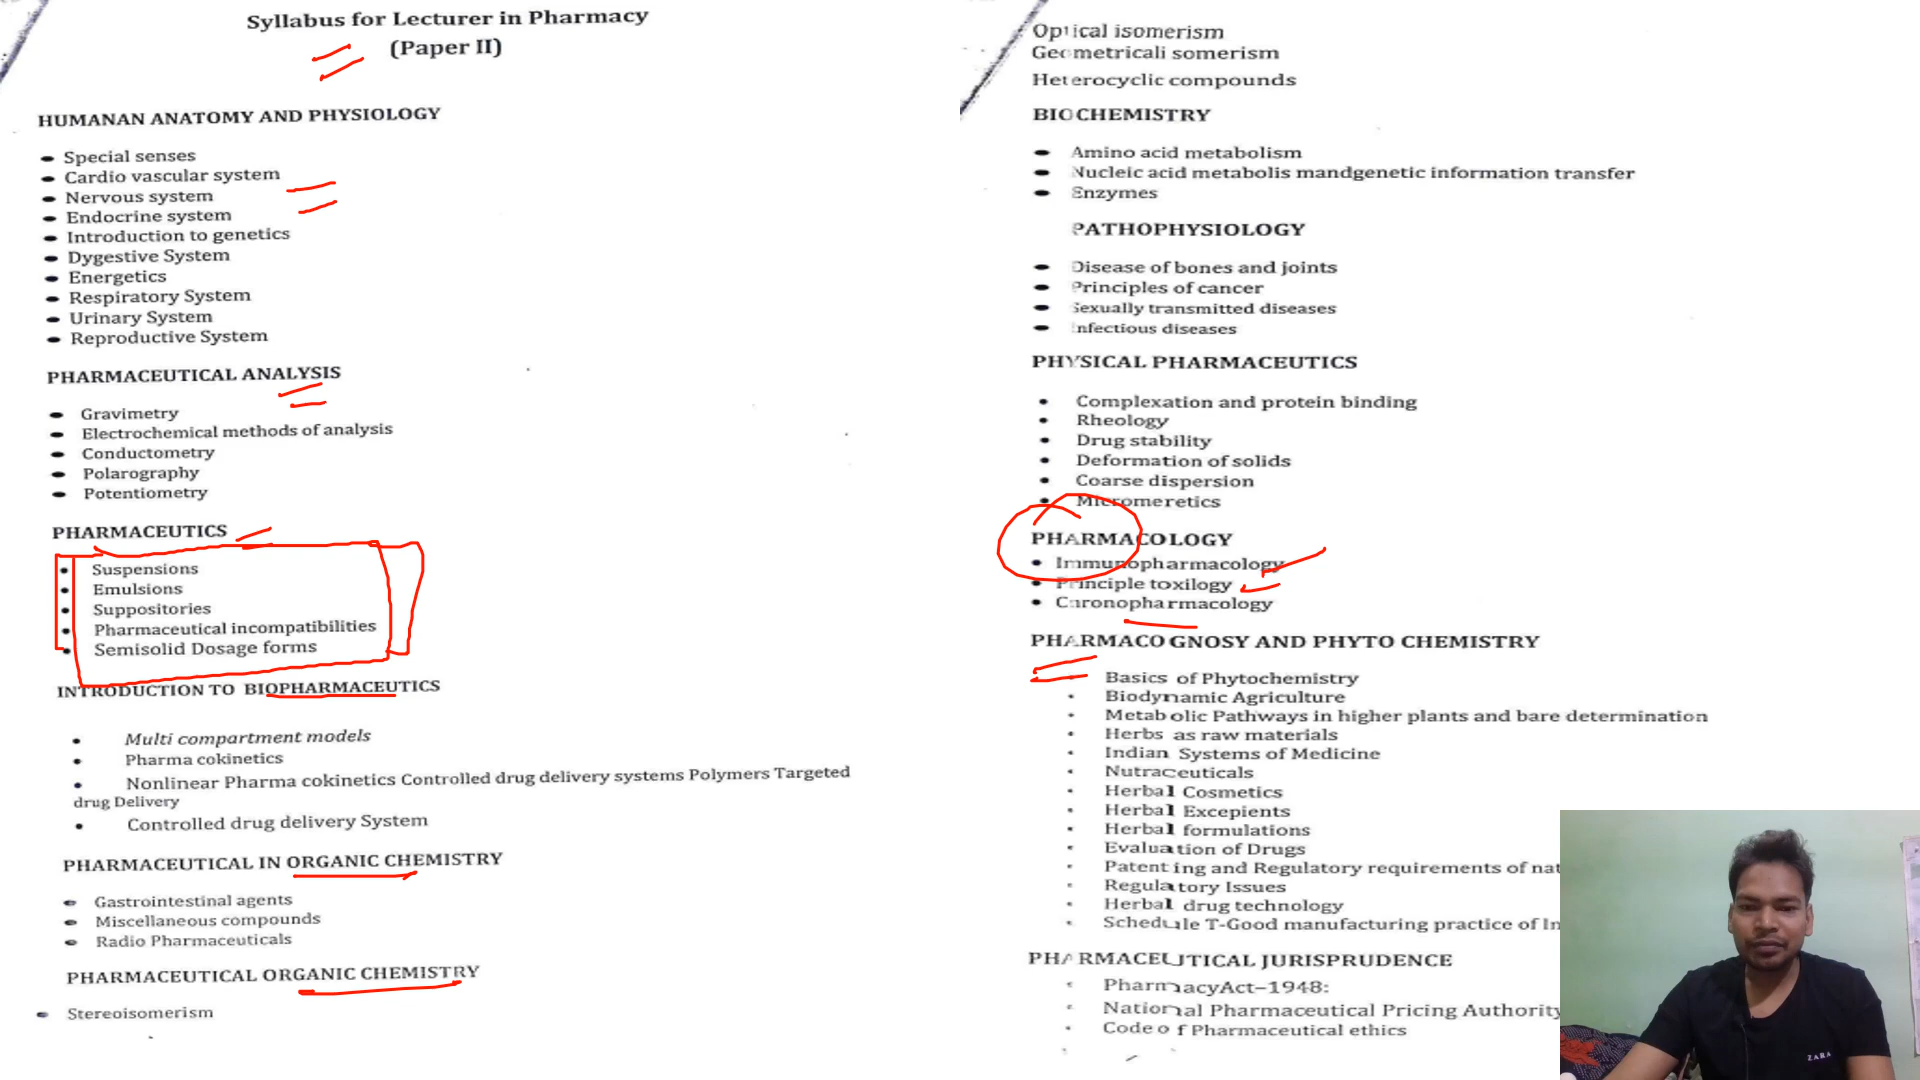 Syllabus for Lecturer in Pharmacy
(Paper II)
HUMANAN ANATOMY AND PHYSIOLOGY
Special senses
Cardio vascular system
Nervous system
Endocrine system
Introduction to genetics
Dygestive System
Energetics
Respiratory System
Urinary System
Reproductive System
PHARMACEUTICAL ANALYSIS
Gravimetry
Electrochemical methods of analysis
Conductometry
Polarography
Potentiometry
PHARMACEUTICS
Suspensions
Emulsions
Suppositories
Pharmaceutical incompatibilities
Semisolid Dosage forms
INTRODUCTION TO BIOPHARMACEUTICS
Multi compartment models
Pharma cokinetics
Nonlinear Pharma cokinetics Controlled drug delivery systems Polymers Targeted
drug Delivery
Controlled drug delivery System
PHARMACEUTICAL IN ORGANIC CHEMISTRY
Gastrointestinal agents
Miscellaneous compounds
Radio Pharmaceuticals
PHARMACEUTICAL ORGANIC CHEMISTRY
Stereoisomerism
Optical isomerism
Geometricali somerism
Heterocyclic compounds
BIOCHEMISTRY
Amino acid metabolism
Nucleic acid metabolis mandgenetic information transfer
Enzymes
PATHOPHYSIOLOGY
Disease of bones and joints
Principles of cancer
Sexually transmitted diseases
Infectious diseases
PHYSICAL PHARMACEUTICS
Complexation and protein binding
Rheology
Drug stability
Deformation of solids
Coarse dispersion
Micromeretics
PHARMACOLOGY
Immunopharmacology
Principle toxilogy
Chronopharmacology
PHARMACO GNOSY AND PHYTO CHEMISTRY
Basics of Phytochemistry
Biodynamic Agriculture
Metabolic Pathways in higher plants and bare determination
Herbs as raw materials
Indian Systems of Medicine
Nutraceuticals
Herbal Cosmetics
Herbal Excepients
Herbal formulations
Evaluation of Drugs
Patenting and Regulatory requirements of nat
Regulatory Issues
Herbal drug technology
Schedule T-Good manufacturing practice of In
PHARMACEUTICAL JURISPRUDENCE
PharmacyAct–1948:
National Pharmaceutical Pricing Authority
Code of Pharmaceutical ethics
ZARA